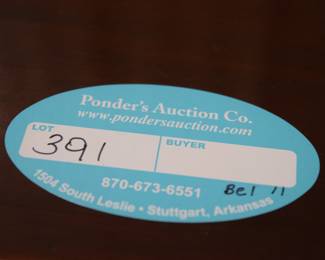 Ponder's Auction Co.
www.pondersauction.com
LOT
391
BUYER
870-673-6551
1504 South Leslie • Stuttgart, Arkansas